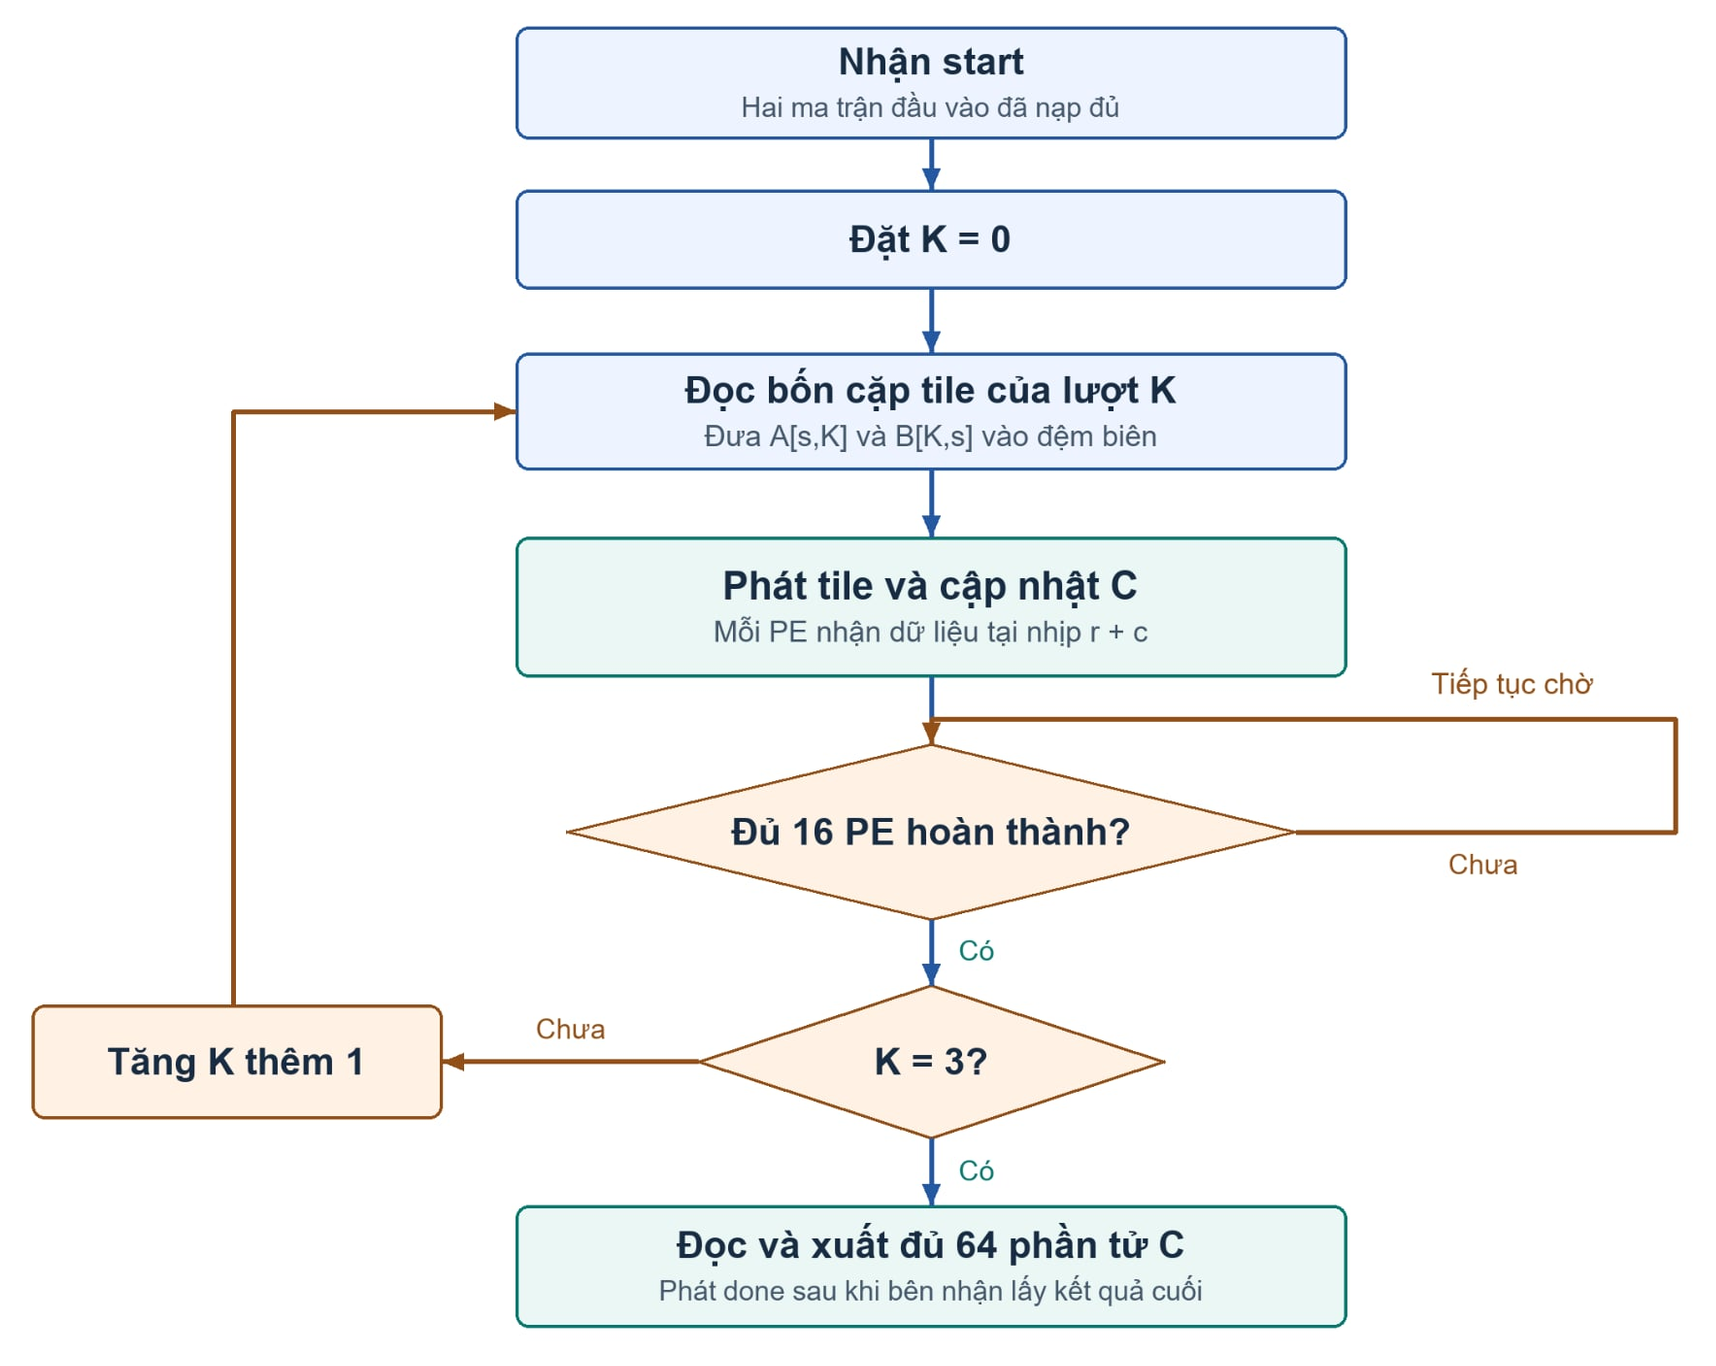 Nhận start
Hai ma trận đầu vào đã nạp đủ
Đặt K = 0
Đọc bốn cặp tile của lượt K
Đưa A[s,K] và B[K,s] vào đệm biên
Phát tile và cập nhật C
Mỗi PE nhận dữ liệu tại nhịp r + c
Tiếp tục chờ
Đủ 16 PE hoàn thành?
Chưa
Có
Chưa
Tăng K thêm 1
K = 3?
Có
Đọc và xuất đủ 64 phần tử C
Phát done sau khi bên nhận lấy kết quả cuối